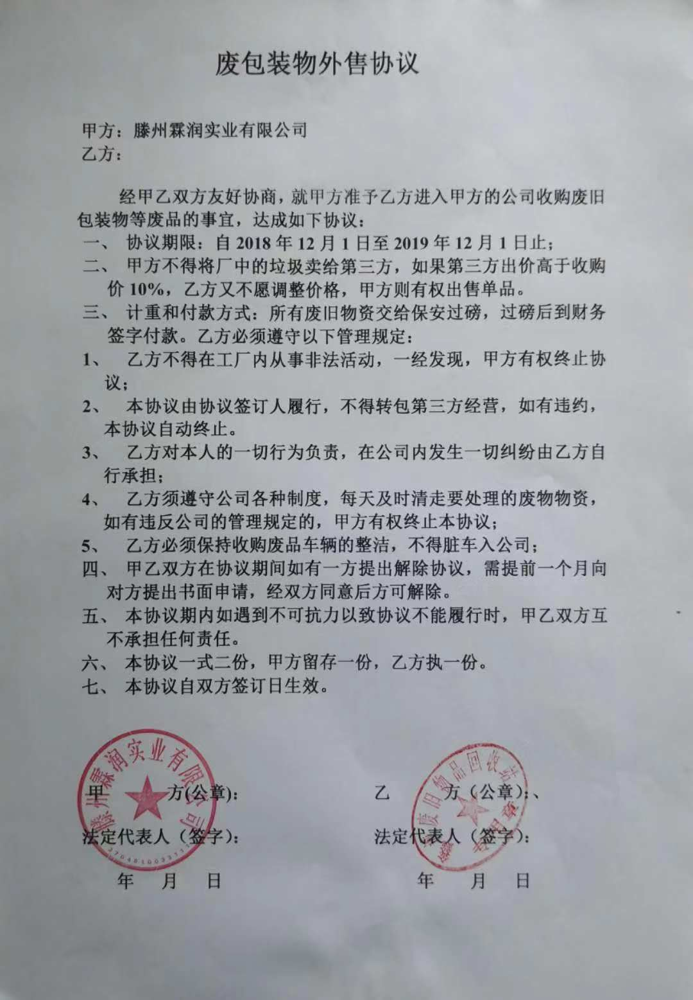 废包装物外售协议
甲方：滕州霖润实业有限公司
乙方：
经甲乙双方友好协商，就甲方准予乙方进入甲方的公司收购废旧
包装物等废品的事宜，达成如下协议：
一、 协议期限：自 2018 年 12 月 1 日至 2019 年 12 月 1 日止；
二、 甲方不得将厂中的垃圾卖给第三方，如果第三方出价高于收购
价 10%，乙方又不愿调整价格，甲方则有权出售单品。
三、 计重和付款方式：所有废旧物资交给保安过磅，过磅后到财务
签字付款。乙方必须遵守以下管理规定：
1、 乙方不得在工厂内从事非法活动，一经发现，甲方有权终止协
议；
2、 本协议由协议签订人履行，不得转包第三方经营，如有违约，
本协议自动终止。
3、 乙方对本人的一切行为负责，在公司内发生一切纠纷由乙方自
行承担；
4、 乙方须遵守公司各种制度，每天及时清走要处理的废物物资，
如有违反公司的管理规定的，甲方有权终止本协议；
5、 乙方必须保持收购废品车辆的整洁，不得脏车入公司；
四、 甲乙双方在协议期间如有一方提出解除协议，需提前一个月向
对方提出书面申请，经双方同意后方可解除。
五、 本协议期内如遇到不可抗力以致协议不能履行时，甲乙双方互
不承担任何责任。
六、 本协议一式二份，甲方留存一份，乙方执一份。
七、 本协议自双方签订日生效。
滕州霖润实业有限公司
废旧物品回收站
甲 方(公章)： 乙 方（公章）：、
法定代表人（签字）： 法定代表人（签字）：
年 月 日 年 月 日